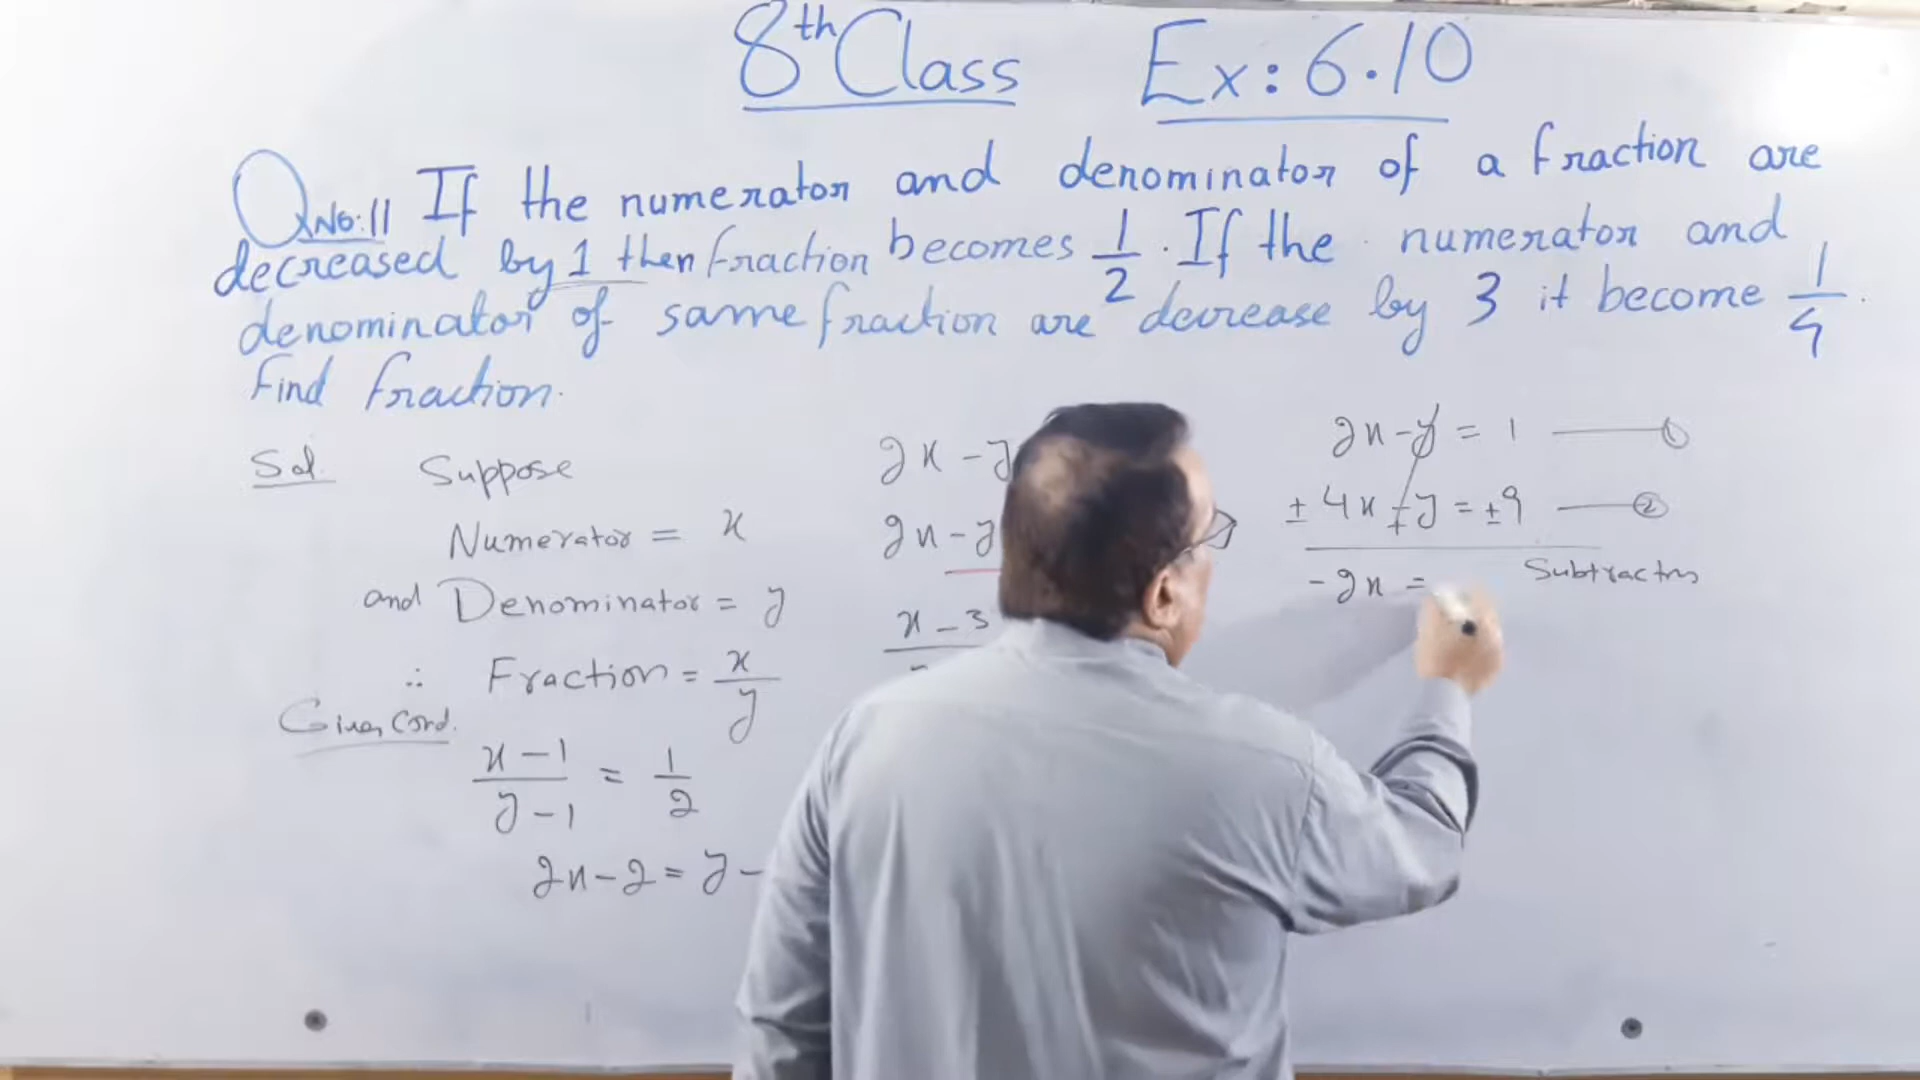 8th Class Ex: 6.10
Q No: 11 If the numerator and denominator of a fraction are
decreased by 1 then fraction becomes 1/2. If the numerator and
denominator of same fraction are decrease by 3 it become 1/4.
Find fraction.
Sol. Suppose
Numerator = x
and Denominator = y
∴ Fraction = x/y
Given Cond.
x-1/y-1 = 1/2
2x-2 = y-
2x-y
2x-y
x-3
2x-y = 1 ①
±4x∓y = ±9 ②
Subtracting
-2x =